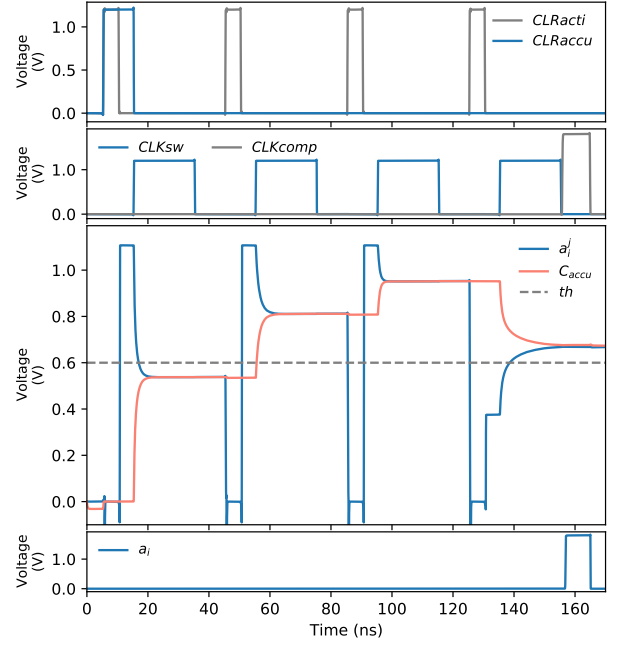 Voltage
(V)
1.0
0.5
0.0
CLRacti
CLRaccu
Voltage
(V)
1.0
0.0
CLKsw
CLKcomp
Voltage
(V)
1.0
0.8
0.6
0.4
0.2
0.0
a_i^j
C_accu
th
Voltage
(V)
1.0
0.0
a_i
0 20 40 60 80 100 120 140 160
Time (ns)